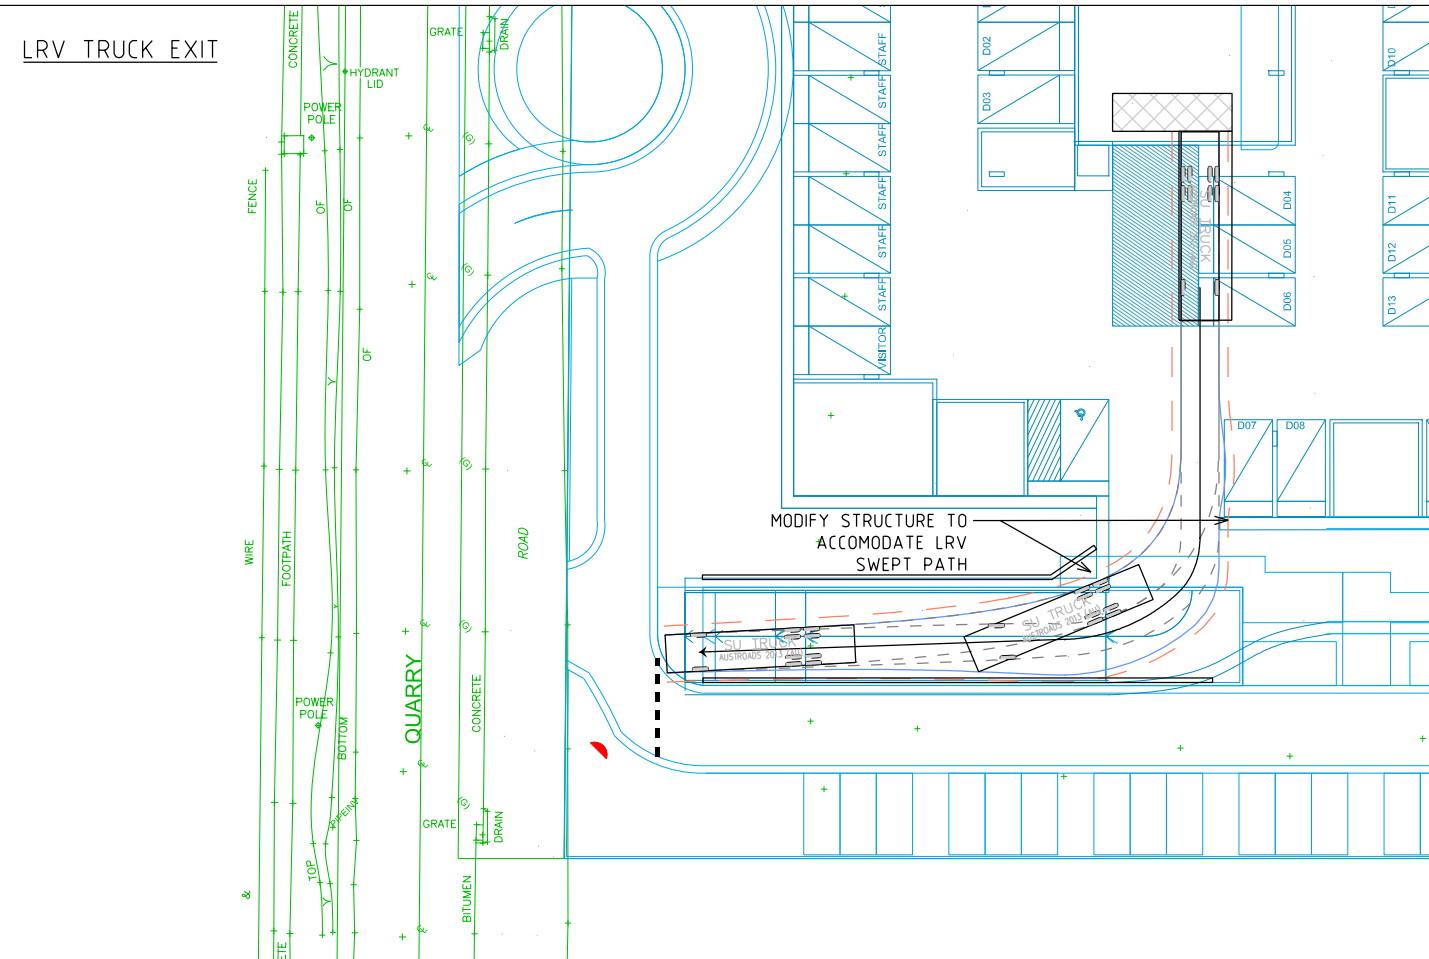 LRV TRUCK EXIT
CONCRETE
GRATE
DRAIN
HYDRANT
LID
POWER
POLE
FENCE
OF
OF
OF
(G)
(G)
(G)
(G)
(G)
STAFF
STAFF
STAFF
STAFF
STAFF
STAFF
VISITOR
D02
D03
D04
D05
D06
D07
D08
D10
D11
D12
D13
SU TRUCK
MODIFY STRUCTURE TO
ACCOMODATE LRV
SWEPT PATH
SU TRUCK
AUSTROADS 2013 (AU)
SU TRUCK
AUSTROADS 2013 (AU)
WIRE
FOOTPATH
ROAD
QUARRY
CONCRETE
POWER
POLE
BOTTOM
GRATE
DRAIN
TOP
&
BITUMEN
ETE